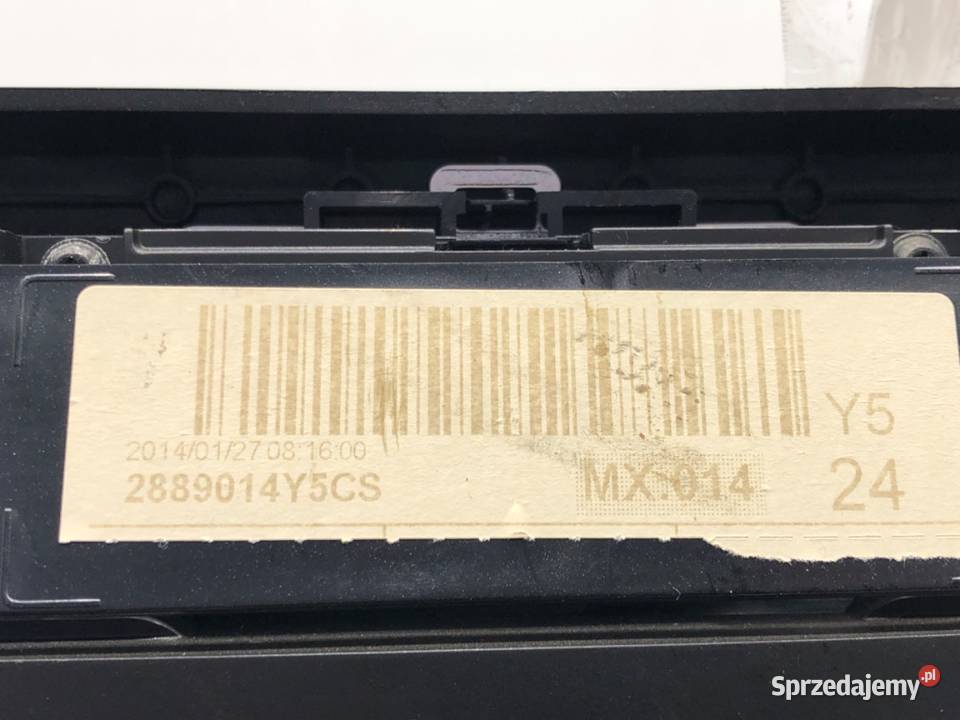 Y5
2014/01/27 08:16:00
2889014Y5CS
MX:014
24
Sprzedajemy.pl